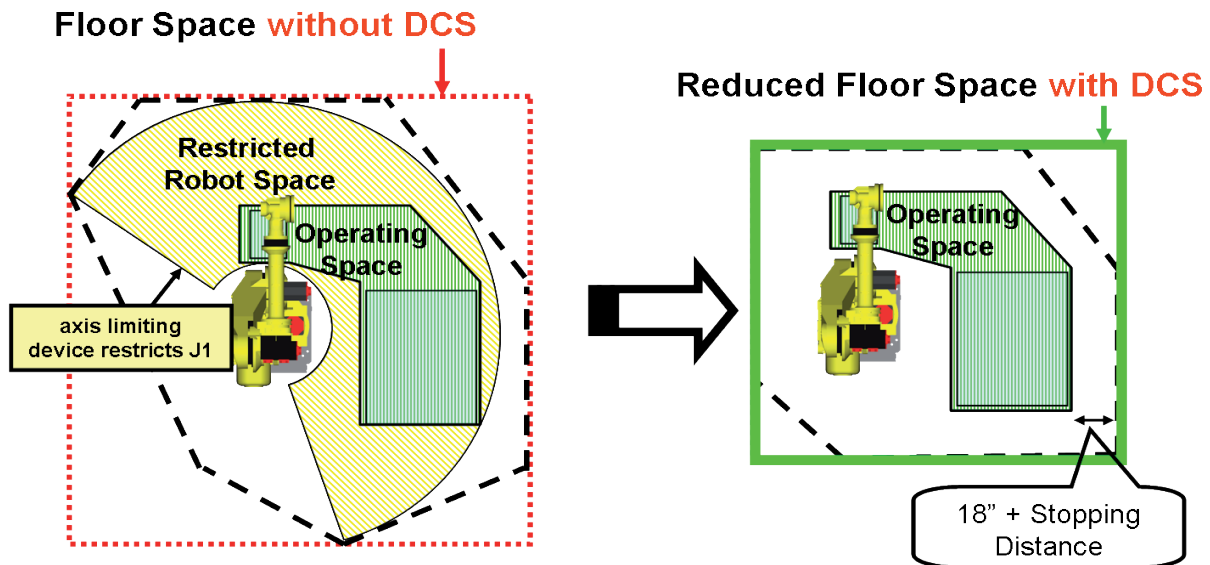 Floor Space without DCS
Restricted
Robot Space
Operating
Space
axis limiting
device restricts J1
Reduced Floor Space with DCS
Operating
Space
18” + Stopping
Distance